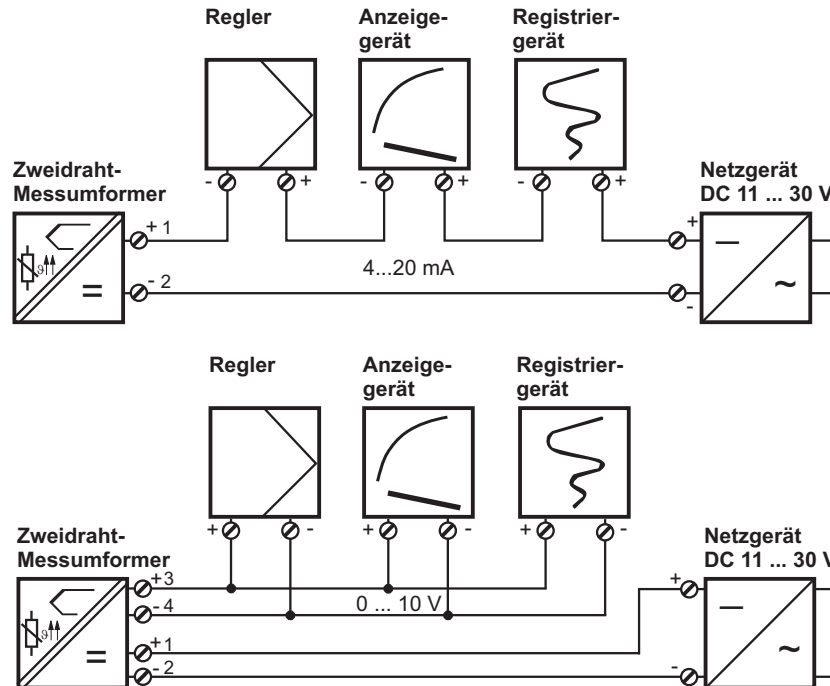 Regler
Anzeige-
gerät
Registrier-
gerät
- +
- +
- +
Zweidraht-
Messumformer
Netzgerät
DC 11 ... 30 V
+ 1
+
ϑ
=
4...20 mA
~
- 2
-
Regler
Anzeige-
gerät
Registrier-
gerät
+ -
+ -
+ -
Zweidraht-
Messumformer
Netzgerät
DC 11 ... 30 V
+3
+
- 4
0 ... 10 V
ϑ
+1
=
~
- 2
-